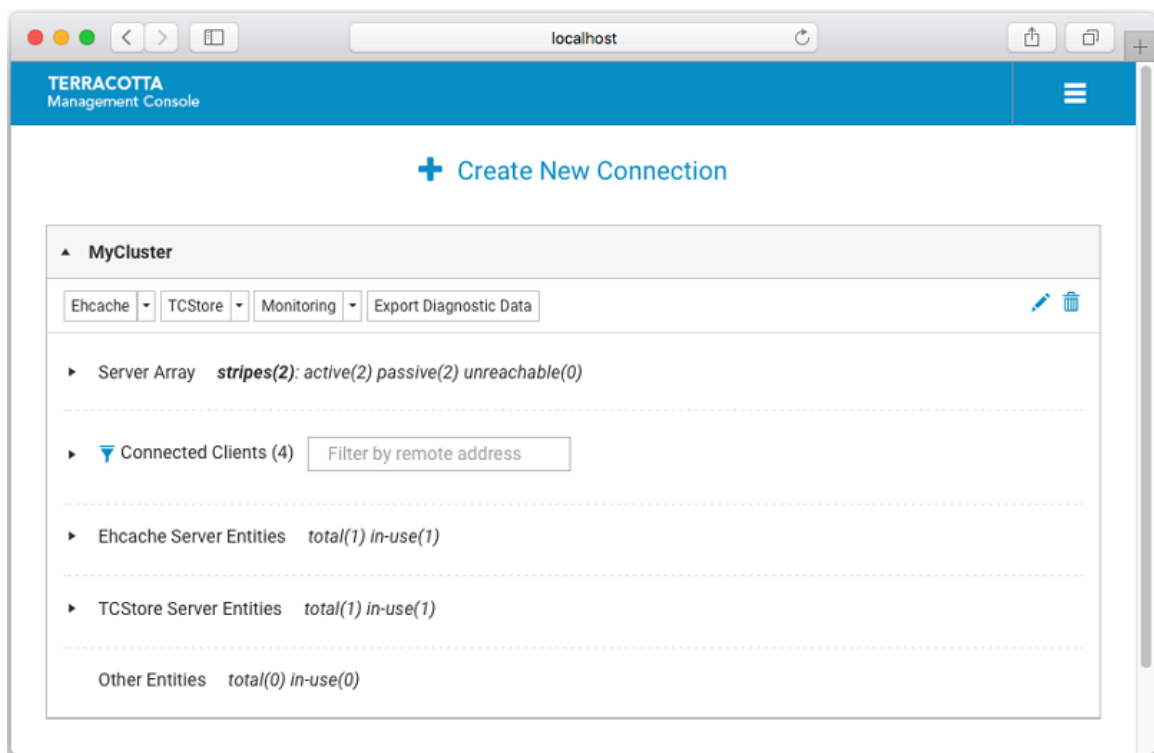 localhost
TERRACOTTA
Management Console
Create New Connection
MyCluster
Ehcache TCStore Monitoring Export Diagnostic Data
Server Array stripes(2): active(2) passive(2) unreachable(0)
Connected Clients (4) Filter by remote address
Ehcache Server Entities total(1) in-use(1)
TCStore Server Entities total(1) in-use(1)
Other Entities total(0) in-use(0)